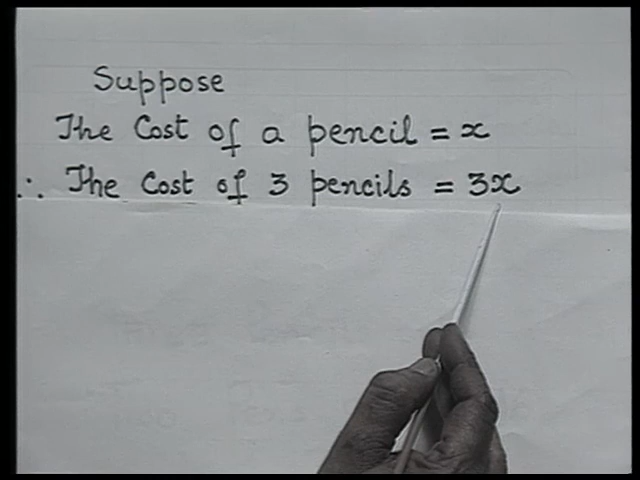 Suppose
The Cost of a pencil = x
∴ The Cost of 3 pencils = 3x